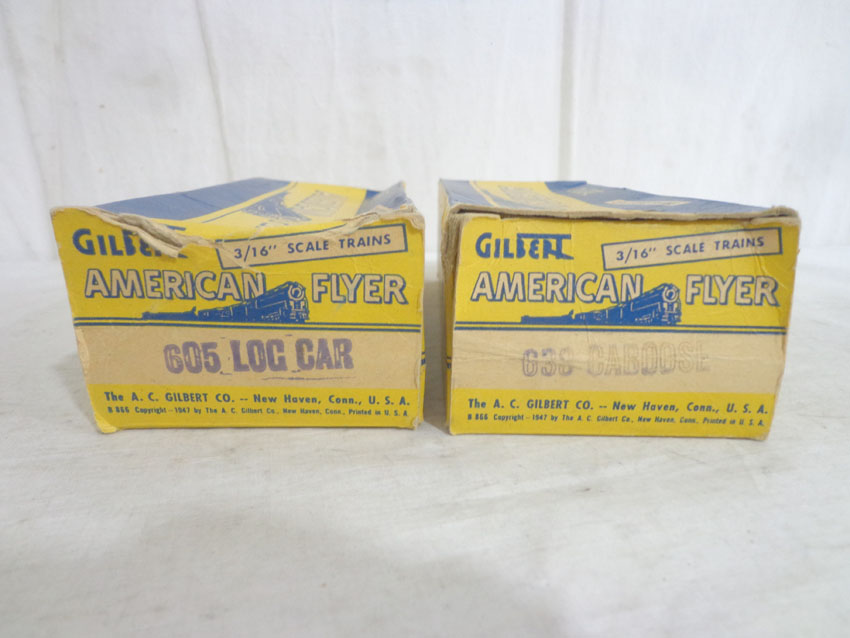 GILBERT
3/16" SCALE TRAINS
AMERICAN FLYER
605 LOG CAR
The A. C. GILBERT CO. -- New Haven, Conn., U. S. A.
B 866 Copyright - 1947 by The A. C. Gilbert Co., New Haven, Conn., Printed in U. S. A.
GILBERT
3/16" SCALE TRAINS
AMERICAN FLYER
CABOOSE
The A. C. GILBERT CO. -- New Haven, Conn., U. S. A.
B 866 Copyright - 1947 by The A. C. Gilbert Co., New Haven, Conn., Printed in U. S. A.